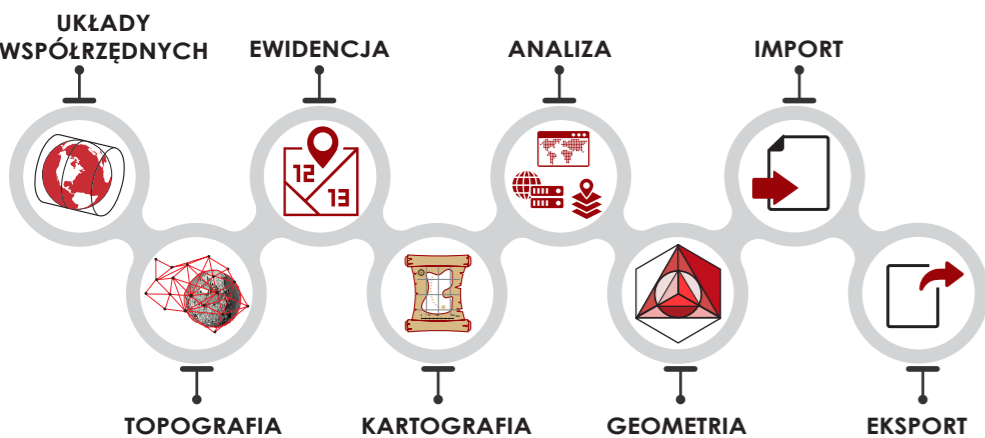 UKŁADY
WSPÓŁRZĘDNYCH
EWIDENCJA
ANALIZA
IMPORT
12
13
TOPOGRAFIA
KARTOGRAFIA
GEOMETRIA
EKSPORT